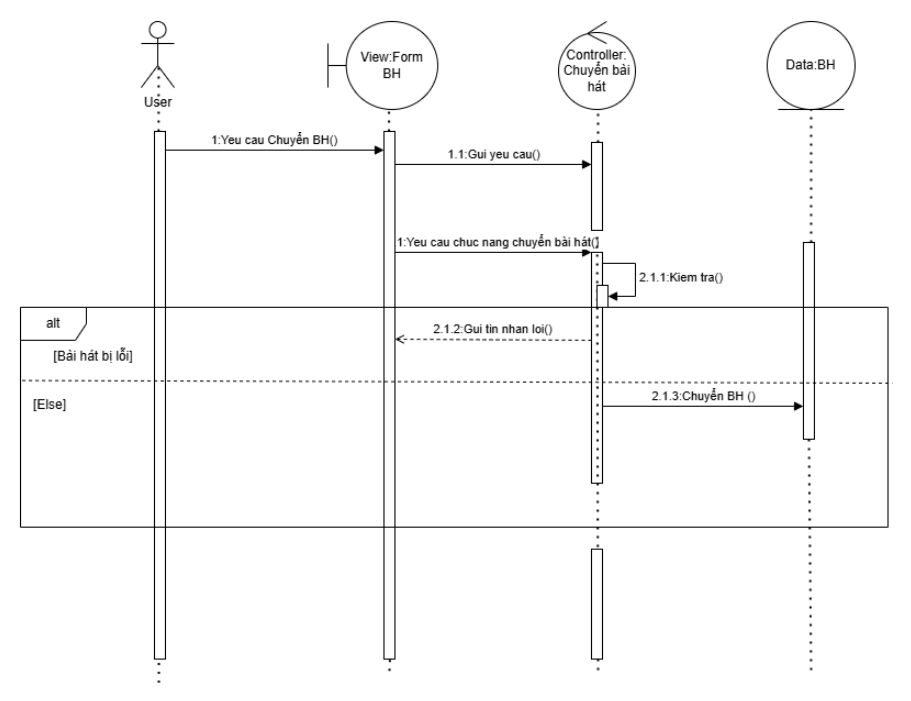 View:Form
BH
Controller:
Chuyển bài
hát
Data:BH
User
1:Yeu cau Chuyển BH()
1.1:Gui yeu cau()
1:Yeu cau chuc nang chuyển bài hát()
2.1.1:Kiem tra()
alt
2.1.2:Gui tin nhan loi()
[Bài hát bị lỗi]
2.1.3:Chuyển BH ()
[Else]